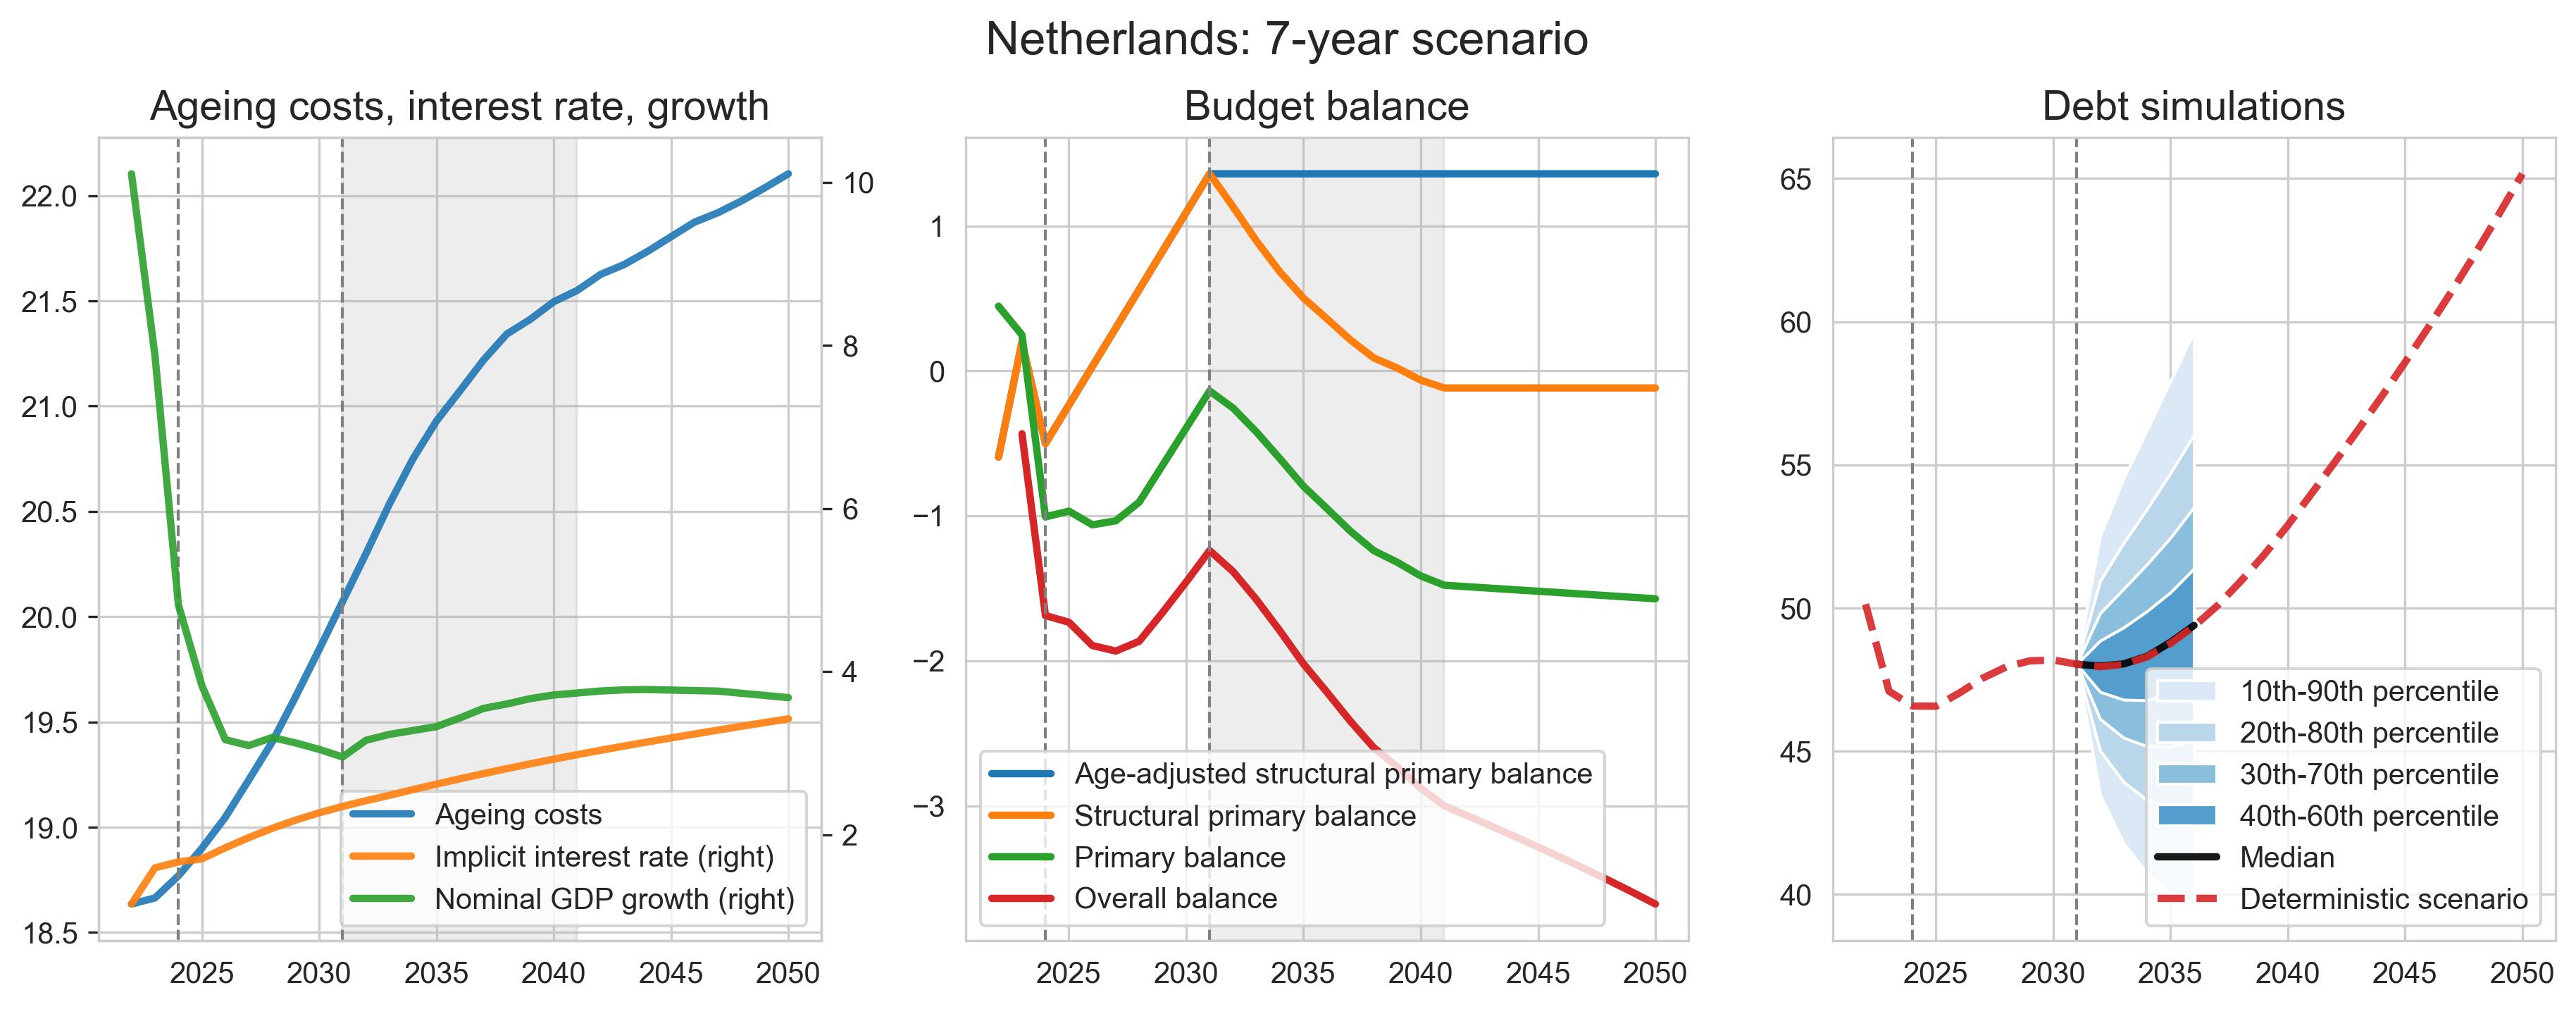 Netherlands: 7-year scenario
Ageing costs, interest rate, growth
22.0
21.5
21.0
20.5
20.0
19.5
19.0
18.5
10
8
6
4
2
2025 2030 2035 2040 2045 2050
Ageing costs
Implicit interest rate (right)
Nominal GDP growth (right)
Budget balance
1
0
−1
−2
−3
2025 2030 2035 2040 2045 2050
Age-adjusted structural primary balance
Structural primary balance
Primary balance
Overall balance
Debt simulations
65
60
55
50
45
40
2025 2030 2035 2040 2045 2050
10th-90th percentile
20th-80th percentile
30th-70th percentile
40th-60th percentile
Median
Deterministic scenario